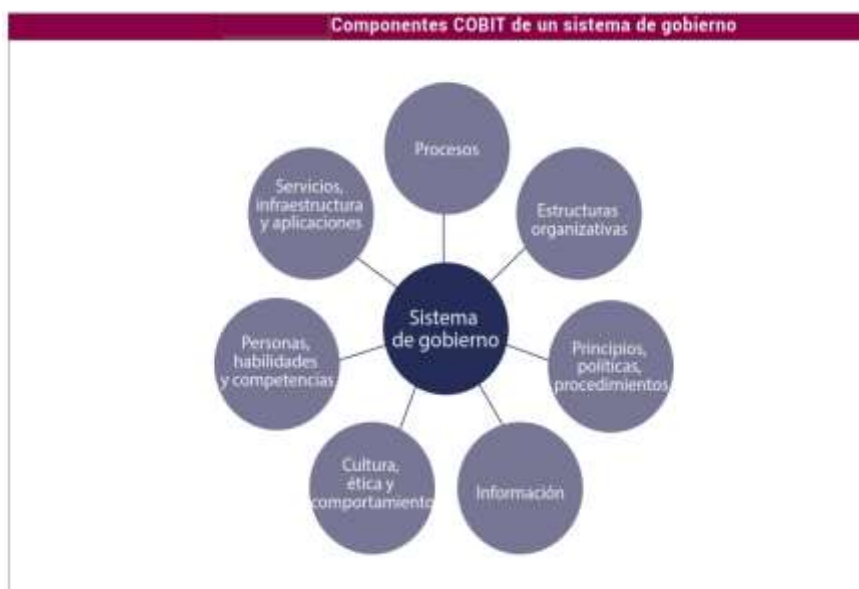 Componentes COBIT de un sistema de gobierno
Procesos
Servicios,
infraestructura
y aplicaciones
Estructuras
organizativas
Sistema
de gobierno
Personas,
habilidades
y competencias
Principios,
políticas,
procedimientos
Cultura,
ética y
comportamiento
Información